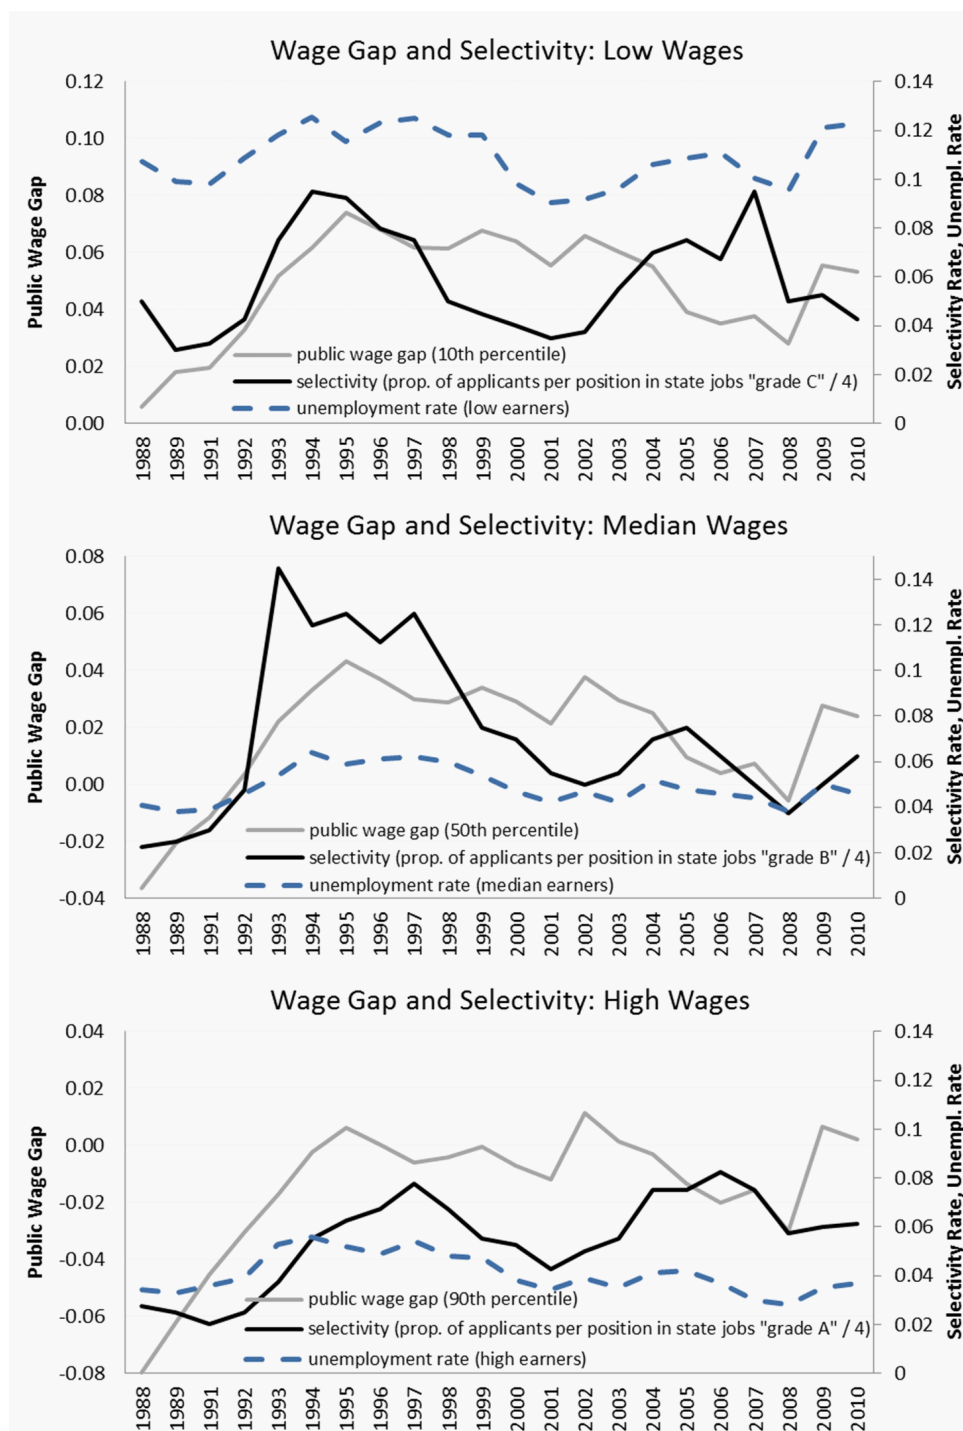 Wage Gap and Selectivity: Low Wages
Public Wage Gap
0.12
0.10
0.08
0.06
0.04
0.02
0.00
0.14
0.12
0.1
0.08
0.06
0.04
0.02
0
Selectivity Rate, Unempl. Rate
public wage gap (10th percentile)
selectivity (prop. of applicants per position in state jobs "grade C" / 4)
unemployment rate (low earners)
1988 1989 1991 1992 1993 1994 1995 1996 1997 1998 1999 2000 2001 2002 2003 2004 2005 2006 2007 2008 2009 2010
Wage Gap and Selectivity: Median Wages
Public Wage Gap
0.08
0.06
0.04
0.02
0.00
-0.02
-0.04
0.14
0.12
0.1
0.08
0.06
0.04
0.02
0
Selectivity Rate, Unempl. Rate
public wage gap (50th percentile)
selectivity (prop. of applicants per position in state jobs "grade B" / 4)
unemployment rate (median earners)
1988 1989 1991 1992 1993 1994 1995 1996 1997 1998 1999 2000 2001 2002 2003 2004 2005 2006 2007 2008 2009 2010
Wage Gap and Selectivity: High Wages
Public Wage Gap
0.04
0.02
0.00
-0.02
-0.04
-0.06
-0.08
0.14
0.12
0.1
0.08
0.06
0.04
0.02
0
Selectivity Rate, Unempl. Rate
public wage gap (90th percentile)
selectivity (prop. of applicants per position in state jobs "grade A" / 4)
unemployment rate (high earners)
1988 1989 1991 1992 1993 1994 1995 1996 1997 1998 1999 2000 2001 2002 2003 2004 2005 2006 2007 2008 2009 2010